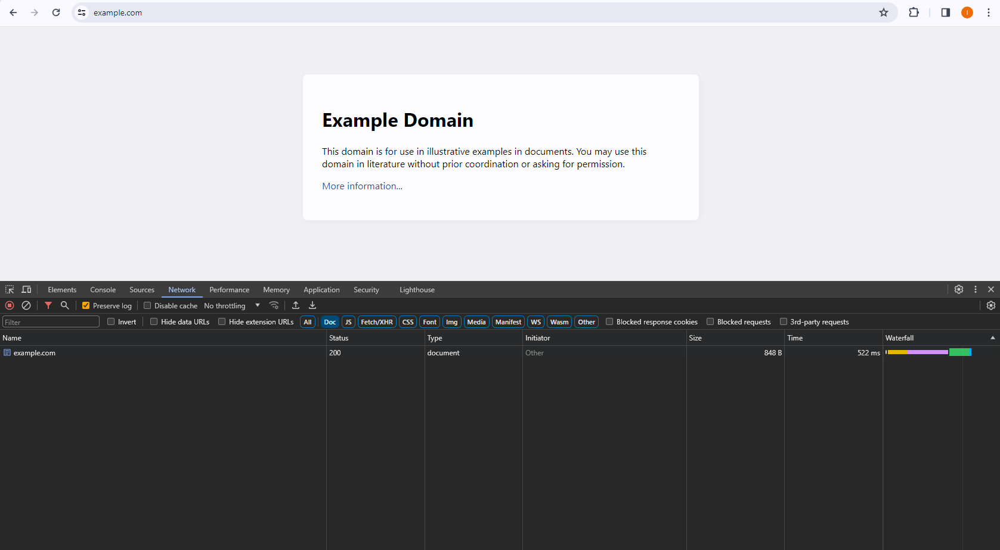 example.com
I
Example Domain
This domain is for use in illustrative examples in documents. You may use this
domain in literature without prior coordination or asking for permission.
More information...
Elements Console Sources Network Performance Memory Application Security Lighthouse
Preserve log Disable cache No throttling
Filter Invert Hide data URLs Hide extension URLs All Doc JS Fetch/XHR CSS Font Img Media Manifest WS Wasm Other Blocked response cookies Blocked requests 3rd-party requests
Name Status Type Initiator Size Time Waterfall
example.com 200 document Other 848 B 522 ms